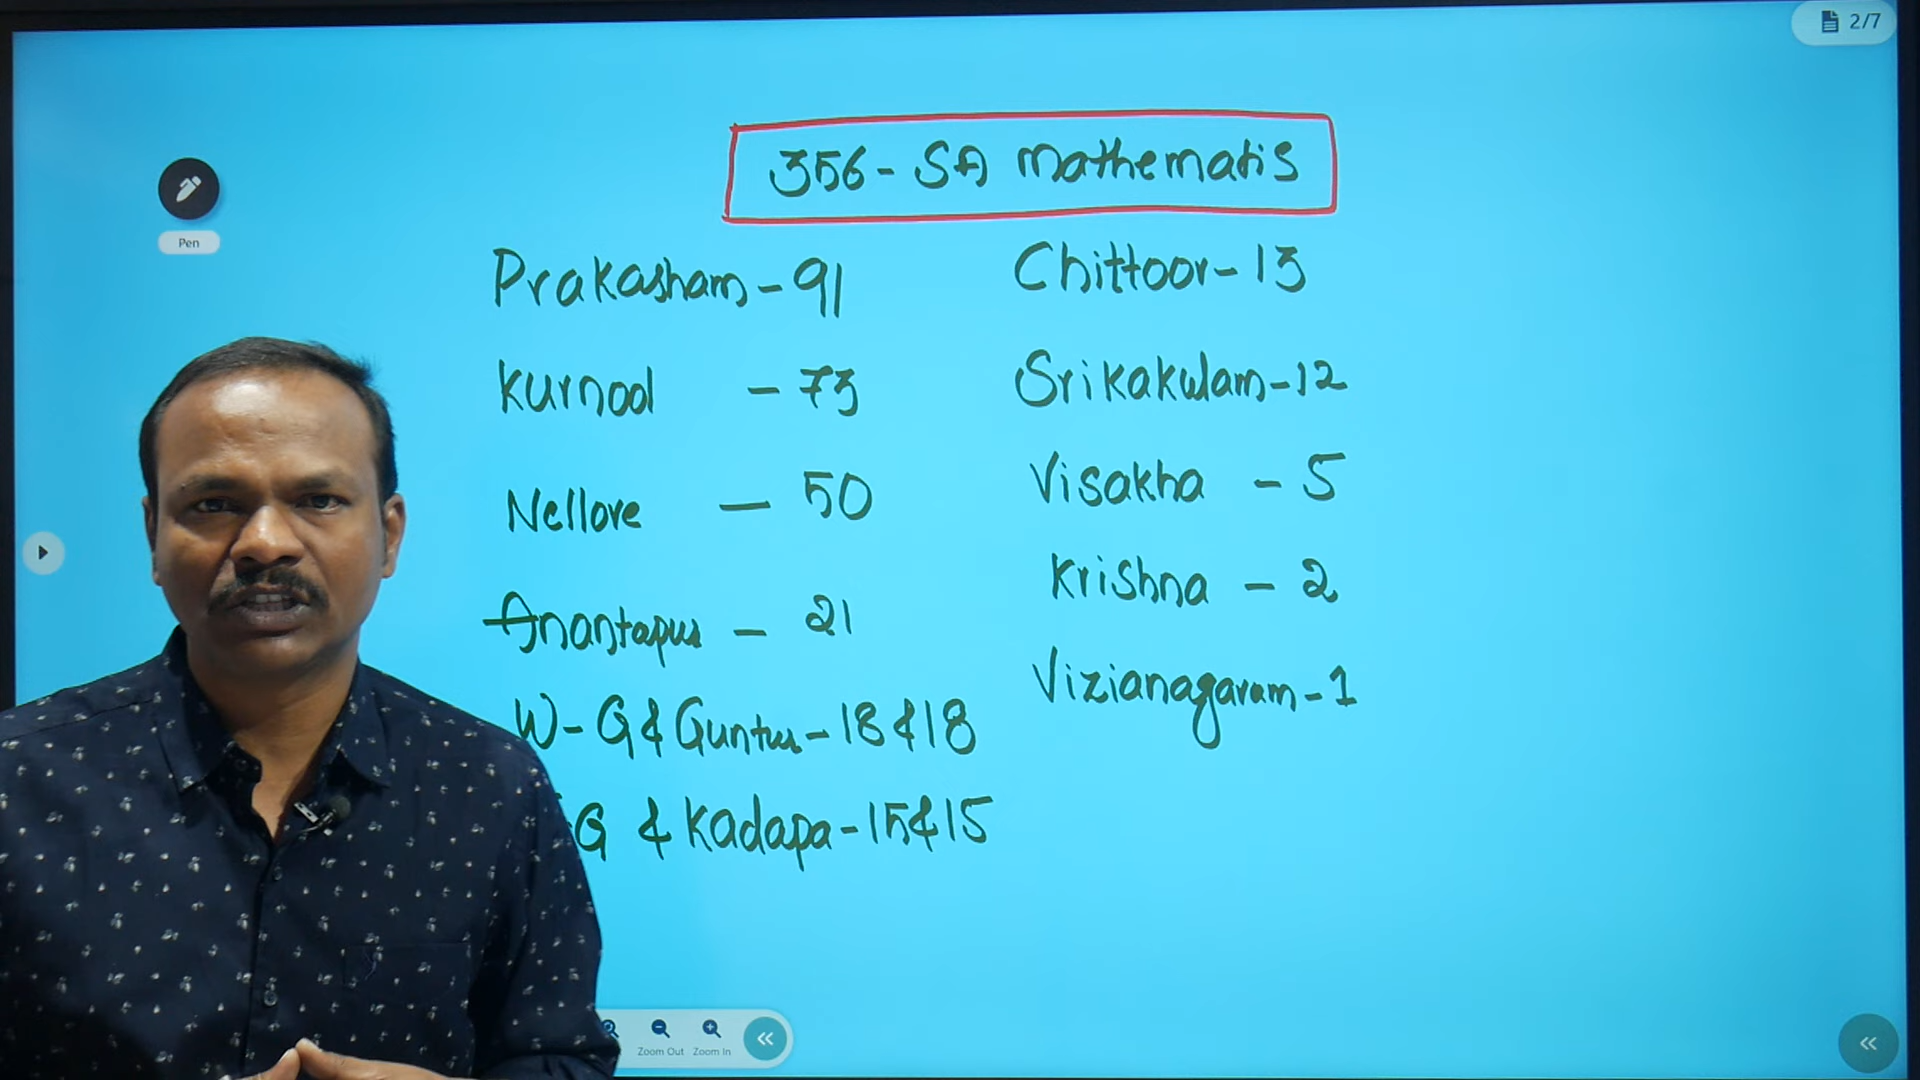 2/7
356 - SA Mathematis
Pen
Prakasham - 91
Kurnool - 73
Nellore - 50
Anantapur - 21
W - G & Guntur - 18 & 18
G & Kadapa - 15 & 15
Chittoor - 13
Srikakulam - 12
Visakha - 5
Krishna - 2
Vizianagaram - 1
Zoom Out Zoom In